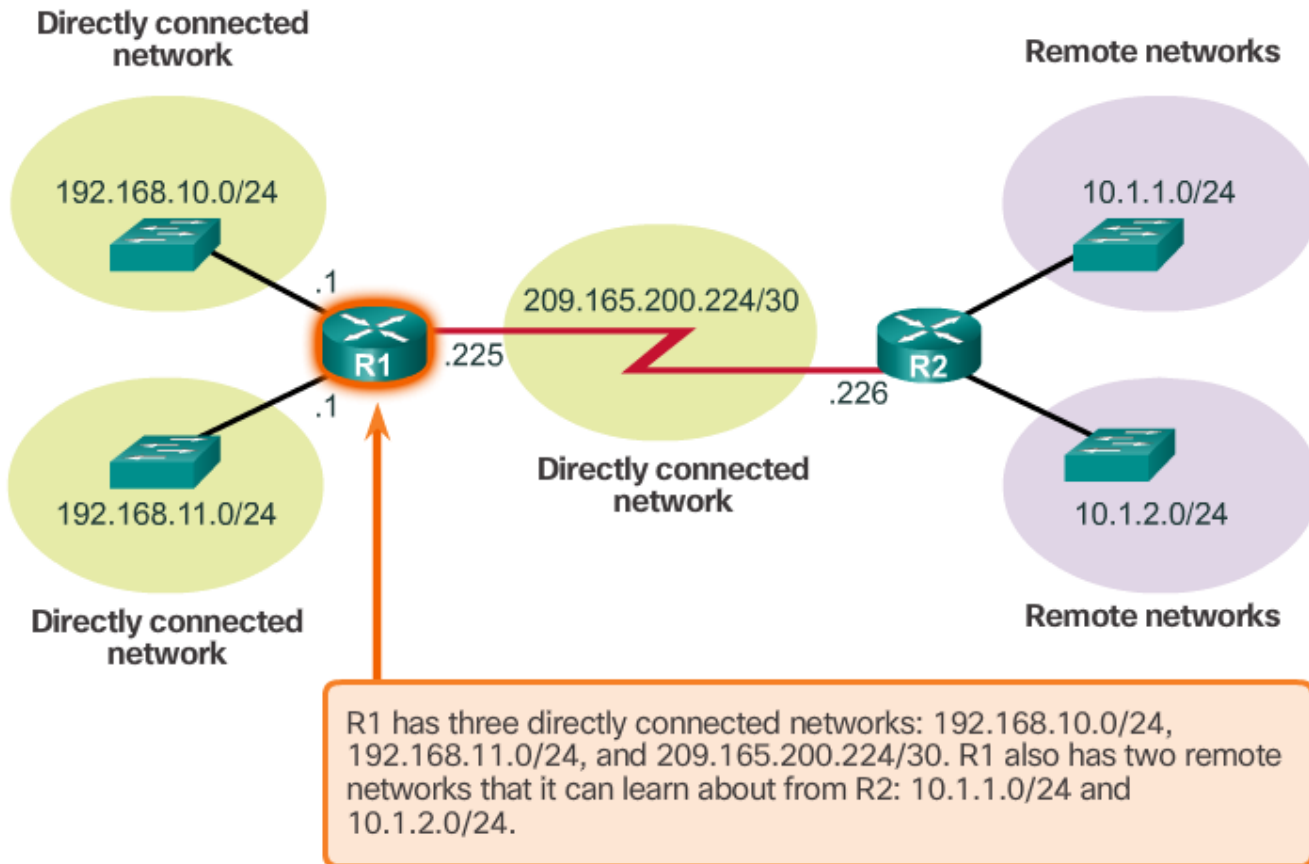 Directly connected
network
Remote networks
192.168.10.0/24
10.1.1.0/24
.1
209.165.200.224/30
R1
.225
R2
.226
.1
192.168.11.0/24
Directly connected
network
10.1.2.0/24
Directly connected
network
Remote networks
R1 has three directly connected networks: 192.168.10.0/24,
192.168.11.0/24, and 209.165.200.224/30. R1 also has two remote
networks that it can learn about from R2: 10.1.1.0/24 and
10.1.2.0/24.